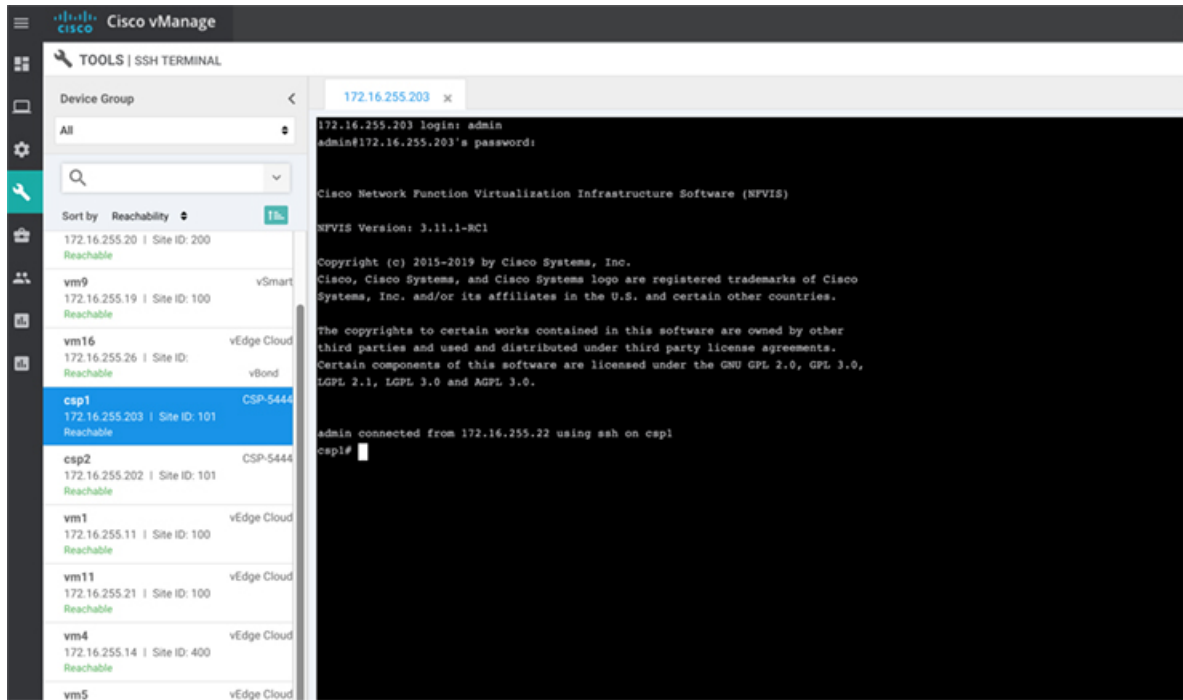 cisco Cisco vManage
TOOLS | SSH TERMINAL
Device Group
All
Sort by Reachability
172.16.255.20 | Site ID: 200
Reachable
vm9 vSmart
172.16.255.19 | Site ID: 100
Reachable
vm16 vEdge Cloud
172.16.255.26 | Site ID:
Reachable vBond
csp1 CSP-5444
172.16.255.203 | Site ID: 101
Reachable
csp2 CSP-5444
172.16.255.202 | Site ID: 101
Reachable
vm1 vEdge Cloud
172.16.255.11 | Site ID: 100
Reachable
vm11 vEdge Cloud
172.16.255.21 | Site ID: 100
Reachable
vm4 vEdge Cloud
172.16.255.14 | Site ID: 400
Reachable
vm5 vEdge Cloud
172.16.255.203 x
172.16.255.203 login: admin
admin@172.16.255.203's password:
Cisco Network Function Virtualization Infrastructure Software (NFVIS)
NFVIS Version: 3.11.1-RC1
Copyright (c) 2015-2019 by Cisco Systems, Inc.
Cisco, Cisco Systems, and Cisco Systems logo are registered trademarks of Cisco
Systems, Inc. and/or its affiliates in the U.S. and certain other countries.
The copyrights to certain works contained in this software are owned by other
third parties and used and distributed under third party license agreements.
Certain components of this software are licensed under the GNU GPL 2.0, GPL 3.0,
LGPL 2.1, LGPL 3.0 and AGPL 3.0.
admin connected from 172.16.255.22 using ssh on csp1
csp1#